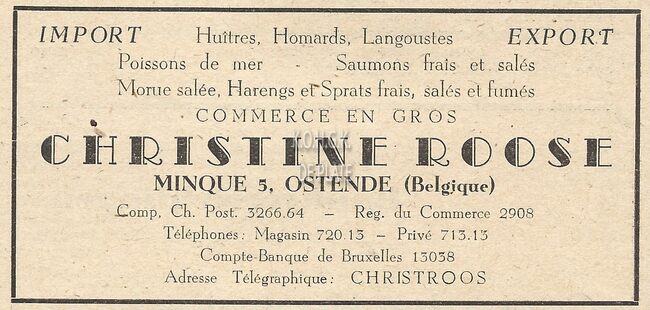 IMPORT Huîtres, Homards, Langoustes EXPORT
Poissons de mer - Saumons frais et salés
Morue salée, Harengs et Sprats frais, salés et fumés
COMMERCE EN GROS
CHRISTINE ROOSE
MINQUE 5, OSTENDE (Belgique)
Comp. Ch. Post. 3266.64 – Reg. du Commerce 2908
Téléphones: Magasin 720.13 – Privé 713.13
Compte-Banque de Bruxelles 13038
Adresse Télégraphique: CHRISTROOS
DE PLATE